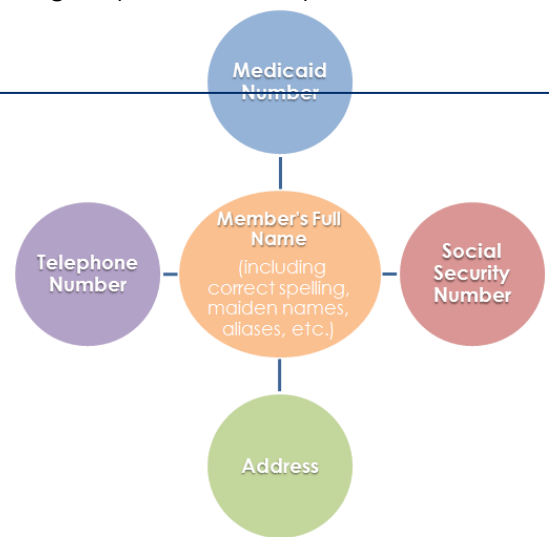 Medicaid
Number
Member's Full
Name
(including
correct spelling,
maiden names,
aliases, etc.)
Telephone
Number
Social
Security
Number
Address